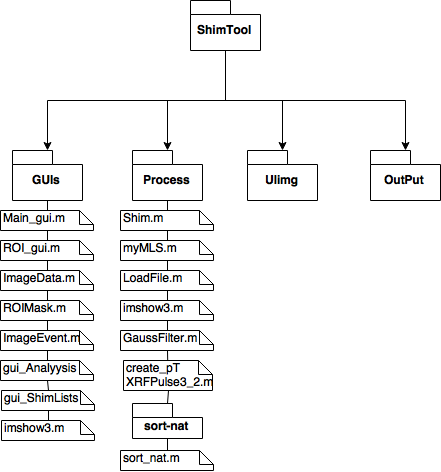 ShimTool
GUIs
Process
UIimg
OutPut
Main_gui.m
ROI_gui.m
ImageData.m
ROIMask.m
ImageEvent.m
gui_Analyysis
gui_ShimLists
imshow3.m
Shim.m
myMLS.m
LoadFile.m
imshow3.m
GaussFilter.m
create_pT
XRFPulse3_2.m
sort-nat
sort_nat.m